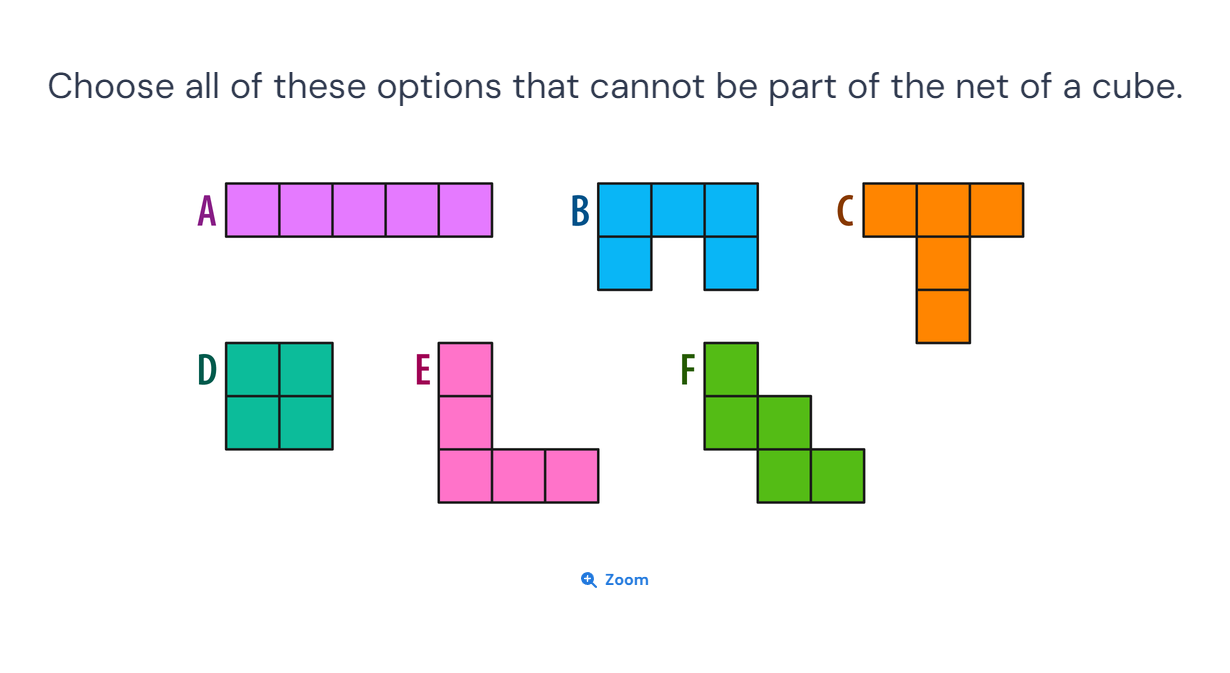 Choose all of these options that cannot be part of the net of a cube.
A B C
D E F
Zoom